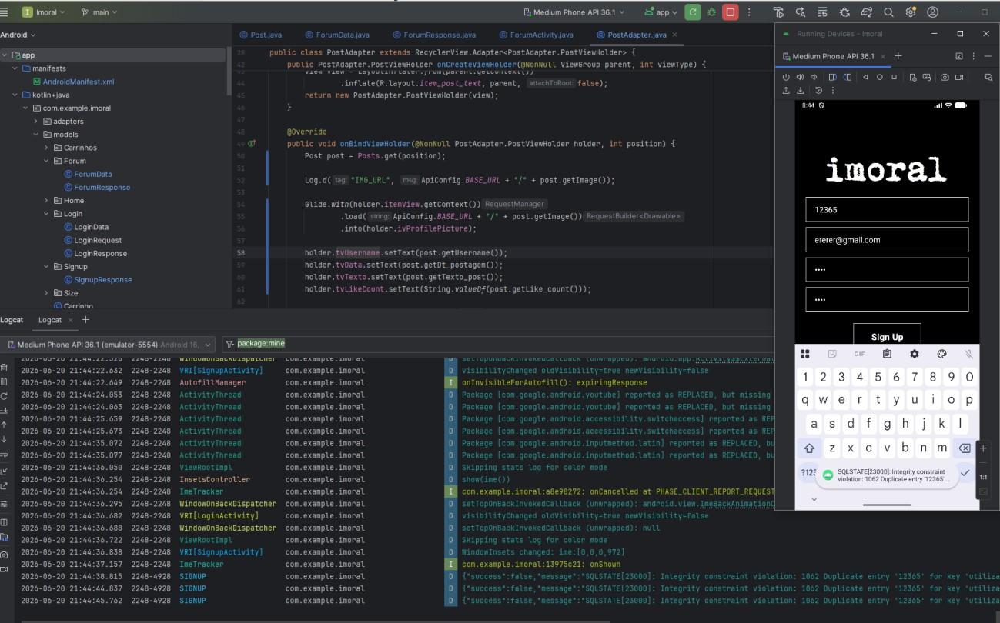 Imoral
main
Medium Phone API 36.1
app
Android
Post.java
ForumData.java
ForumResponse.java
ForumActivity.java
PostAdapter.java
app
manifests
AndroidManifest.xml
kotlin+java
com.example.imoral
adapters
models
Carrinhos
Forum
ForumData
ForumResponse
Home
Login
LoginData
LoginRequest
LoginResponse
Signup
SignupResponse
Size
Carrinho
28 public class PostAdapter extends RecyclerView.Adapter<PostAdapter.PostViewHolder> {
42 public PostAdapter.PostViewHolder onCreateViewHolder(@NonNull ViewGroup parent, int viewType) {
View view = LayoutInflater.from(parent.getContext())
44 .inflate(R.layout.item_post_text, parent, attachToRoot: false);
45 return new PostAdapter.PostViewHolder(view);
46 }
47
48 @Override
49 public void onBindViewHolder(@NonNull PostAdapter.PostViewHolder holder, int position) {
50 Post post = Posts.get(position);
51
52 Log.d( tag: "IMG_URL", msg: ApiConfig.BASE_URL + "/" + post.getImage());
53
54 Glide.with(holder.itemView.getContext()) RequestManager
55 .load( string: ApiConfig.BASE_URL + "/" + post.getImage()) RequestBuilder<Drawable>
56 .into(holder.ivProfilePicture);
57
58 holder.tvUsername.setText(post.getUsername());
59 holder.tvData.setText(post.getDt_postagem());
60 holder.tvTexto.setText(post.getTexto_post());
61 holder.tvLikeCount.setText(String.valueOf(post.getLike_count()));
62
Running Devices - Imoral
Medium Phone API 36.1
8:44
imoral
12365
ererer@gmail.com
••••
••••
Sign Up
GIF
1 2 3 4 5 6 7 8 9 0
q w e r t y u i o p
a s d f g h j k l
z x c v b n m
?123
SQLSTATE[23000]: Integrity constraint
violation: 1062 Duplicate entry '12365' ...
1:1
Logcat
Logcat
Medium Phone API 36.1 (emulator-5554) Android 16,
package:mine
2026-06-20 21:44:22.526 2248-2248 WindowOnBackDispatcher com.example.imoral D setTopOnBackInvokedCallback (unwrapped): android.app.
2026-06-20 21:44:22.632 2248-2248 VRI[SignupActivity] com.example.imoral D visibilityChanged oldVisibility=true newVisibility=false
2026-06-20 21:44:22.649 2248-2248 AutofillManager com.example.imoral I onInvisibleForAutofill(): expiringResponse
2026-06-20 21:44:24.053 2248-2248 ActivityThread com.example.imoral D Package [com.google.android.youtube] reported as REPLACED, but missing
2026-06-20 21:44:24.063 2248-2248 ActivityThread com.example.imoral D Package [com.google.android.youtube] reported as REPLACED, but missing
2026-06-20 21:44:25.659 2248-2248 ActivityThread com.example.imoral D Package [com.google.android.accessibility.switchaccess] reported as REP
2026-06-20 21:44:25.673 2248-2248 ActivityThread com.example.imoral D Package [com.google.android.accessibility.switchaccess] reported as REP
2026-06-20 21:44:35.072 2248-2248 ActivityThread com.example.imoral D Package [com.google.android.inputmethod.latin] reported as REPLACED, bu
2026-06-20 21:44:35.077 2248-2248 ActivityThread com.example.imoral D Package [com.google.android.inputmethod.latin] reported as REPLACED, bu
2026-06-20 21:44:36.050 2248-2248 ViewRootImpl com.example.imoral D Skipping stats log for color mode
2026-06-20 21:44:36.254 2248-2248 InsetsController com.example.imoral D show(ime())
2026-06-20 21:44:36.254 2248-2248 ImeTracker com.example.imoral I com.example.imoral:a8e98272: onCancelled at PHASE_CLIENT_REPORT_REQUEST
2026-06-20 21:44:36.295 2248-2248 WindowOnBackDispatcher com.example.imoral D setTopOnBackInvokedCallback (unwrapped): android.view.ImeBackAnimationC
2026-06-20 21:44:36.682 2248-2248 VRI[LoginActivity] com.example.imoral D visibilityChanged oldVisibility=true newVisibility=false
2026-06-20 21:44:36.688 2248-2248 WindowOnBackDispatcher com.example.imoral D setTopOnBackInvokedCallback (unwrapped): null
2026-06-20 21:44:36.722 2248-2248 ViewRootImpl com.example.imoral D Skipping stats log for color mode
2026-06-20 21:44:36.838 2248-2248 VRI[SignupActivity] com.example.imoral D WindowInsets changed: ime:[0,0,0,972]
2026-06-20 21:44:37.157 2248-2248 ImeTracker com.example.imoral I com.example.imoral:13975c21: onShown
2026-06-20 21:44:38.815 2248-4928 SIGNUP com.example.imoral D {"success":false,"message":"SQLSTATE[23000]: Integrity constraint violation: 1062 Duplicate entry '12365' for key 'utiliza
2026-06-20 21:44:44.837 2248-4928 SIGNUP com.example.imoral D {"success":false,"message":"SQLSTATE[23000]: Integrity constraint violation: 1062 Duplicate entry '12365' for key 'utiliza
2026-06-20 21:44:45.762 2248-4928 SIGNUP com.example.imoral D {"success":false,"message":"SQLSTATE[23000]: Integrity constraint violation: 1062 Duplicate entry '12365' for key 'utiliza